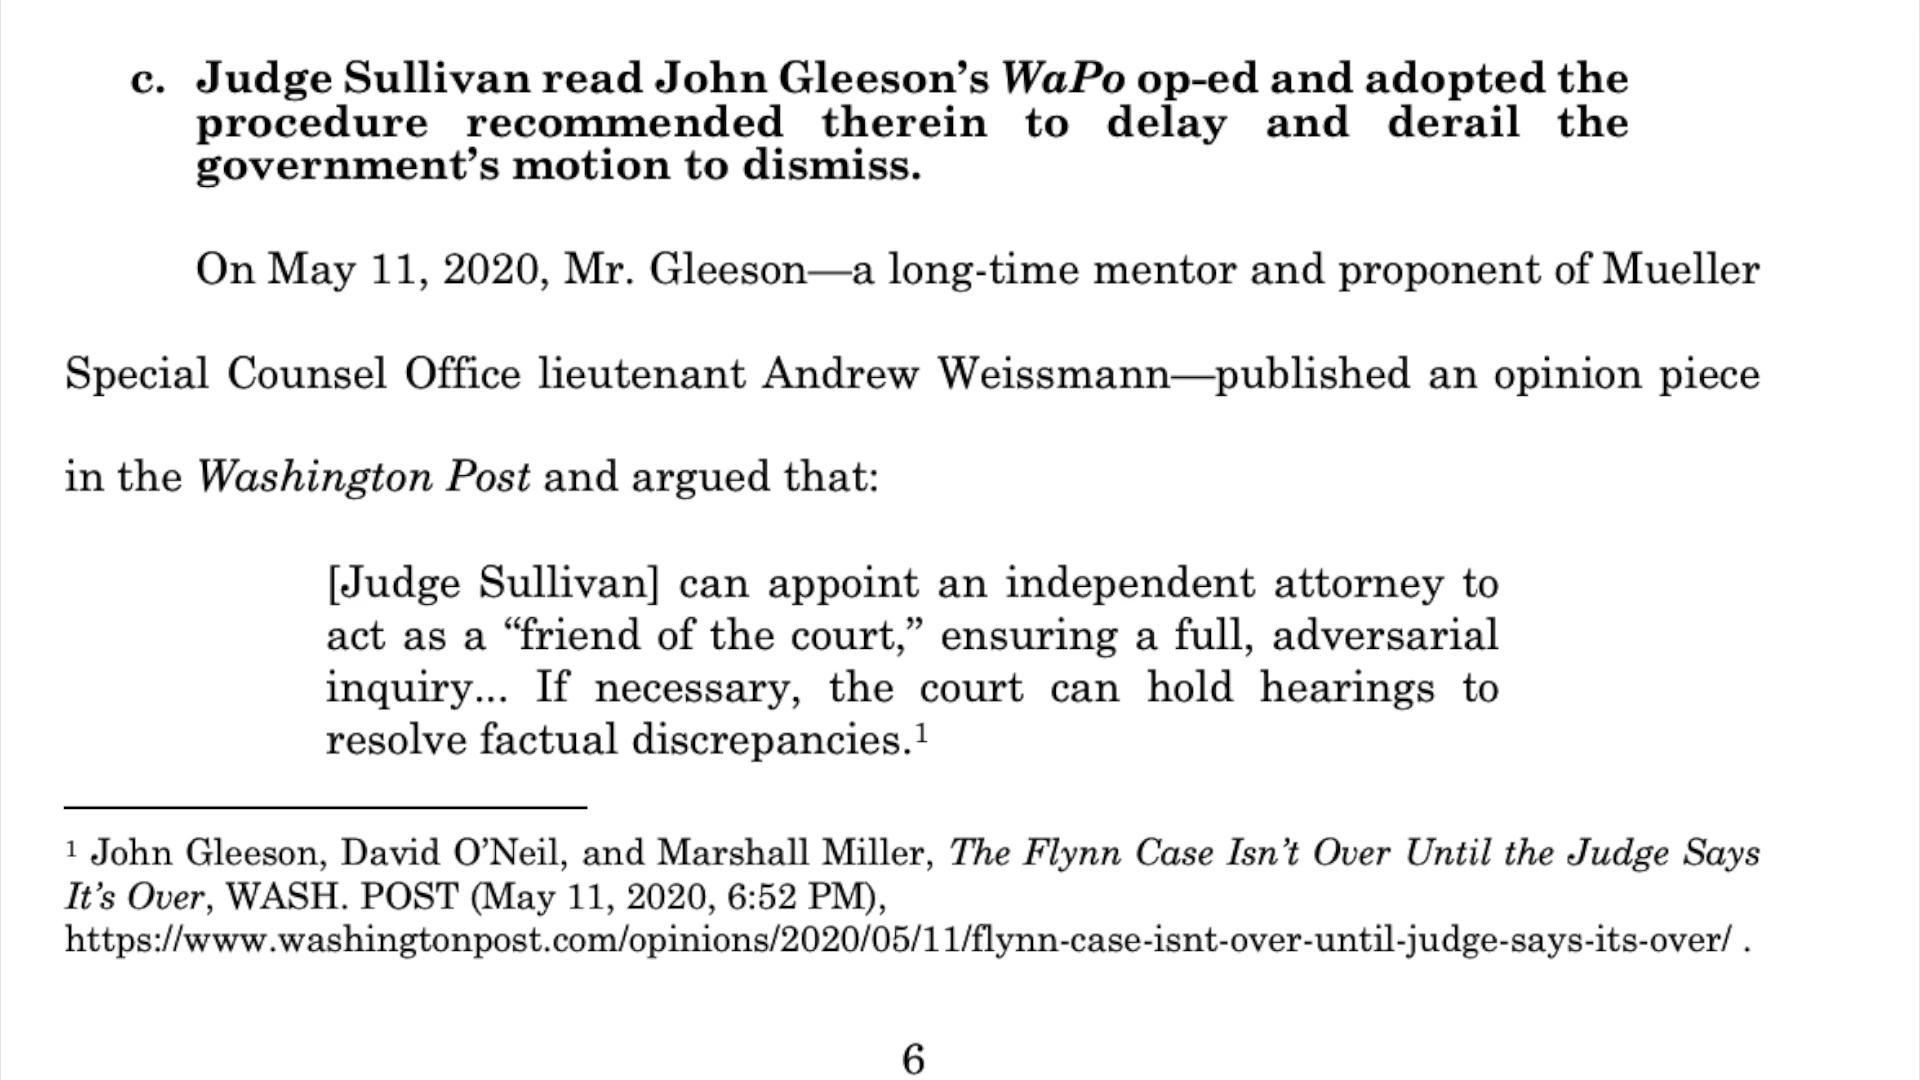 c. Judge Sullivan read John Gleeson’s WaPo op-ed and adopted the
procedure recommended therein to delay and derail the
government’s motion to dismiss.
On May 11, 2020, Mr. Gleeson—a long-time mentor and proponent of Mueller
Special Counsel Office lieutenant Andrew Weissmann—published an opinion piece
in the Washington Post and argued that:
[Judge Sullivan] can appoint an independent attorney to
act as a “friend of the court,” ensuring a full, adversarial
inquiry... If necessary, the court can hold hearings to
resolve factual discrepancies.¹
¹ John Gleeson, David O’Neil, and Marshall Miller, The Flynn Case Isn’t Over Until the Judge Says
It’s Over, WASH. POST (May 11, 2020, 6:52 PM),
https://www.washingtonpost.com/opinions/2020/05/11/flynn-case-isnt-over-until-judge-says-its-over/ .
6